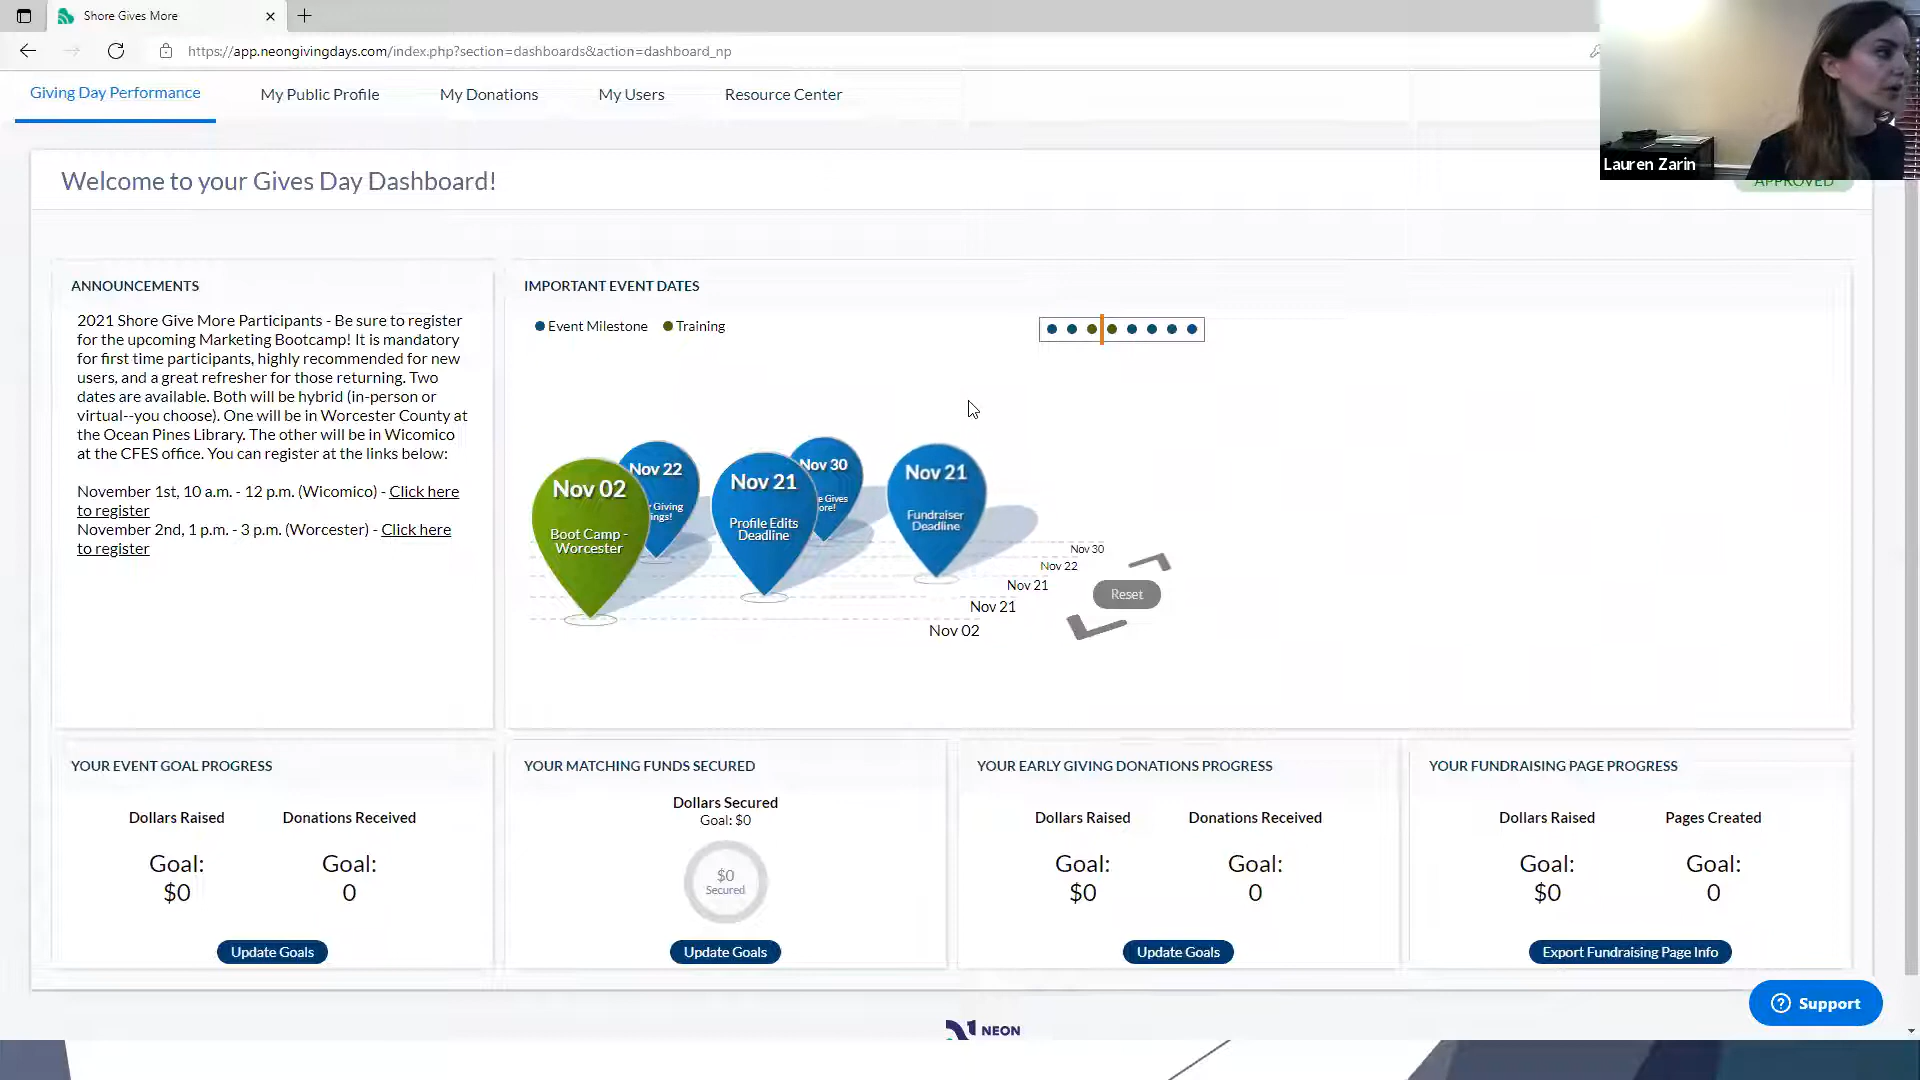 Shore Gives More
https://app.neongivingdays.com/index.php?section=dashboards&action=dashboard_np
Giving Day Performance
My Public Profile
My Donations
My Users
Resource Center
Lauren Zarin
Welcome to your Gives Day Dashboard!
APPROVED
ANNOUNCEMENTS
2021 Shore Give More Participants - Be sure to register
for the upcoming Marketing Bootcamp! It is mandatory
for first time participants, highly recommended for new
users, and a great refresher for those returning. Two
dates are available. Both will be hybrid (in-person or
virtual--you choose). One will be in Worcester County at
the Ocean Pines Library. The other will be in Wicomico
at the CFES office. You can register at the links below:
November 1st, 10 a.m. - 12 p.m. (Wicomico) - Click here
to register
November 2nd, 1 p.m. - 3 p.m. (Worcester) - Click here
to register
IMPORTANT EVENT DATES
Event Milestone
Training
Nov 02
Boot Camp -
Worcester
Nov 22
Giving
Nov 21
Profile Edits
Deadline
Nov 30
Gives
Nov 21
Fundraiser
Deadline
Nov 30
Nov 22
Nov 21
Nov 21
Nov 02
Reset
YOUR EVENT GOAL PROGRESS
Dollars Raised
Goal:
$0
Donations Received
Goal:
0
Update Goals
YOUR MATCHING FUNDS SECURED
Dollars Secured
Goal: $0
$0
Secured
Update Goals
YOUR EARLY GIVING DONATIONS PROGRESS
Dollars Raised
Goal:
$0
Donations Received
Goal:
0
Update Goals
YOUR FUNDRAISING PAGE PROGRESS
Dollars Raised
Goal:
$0
Pages Created
Goal:
0
Export Fundraising Page Info
Support
NEON